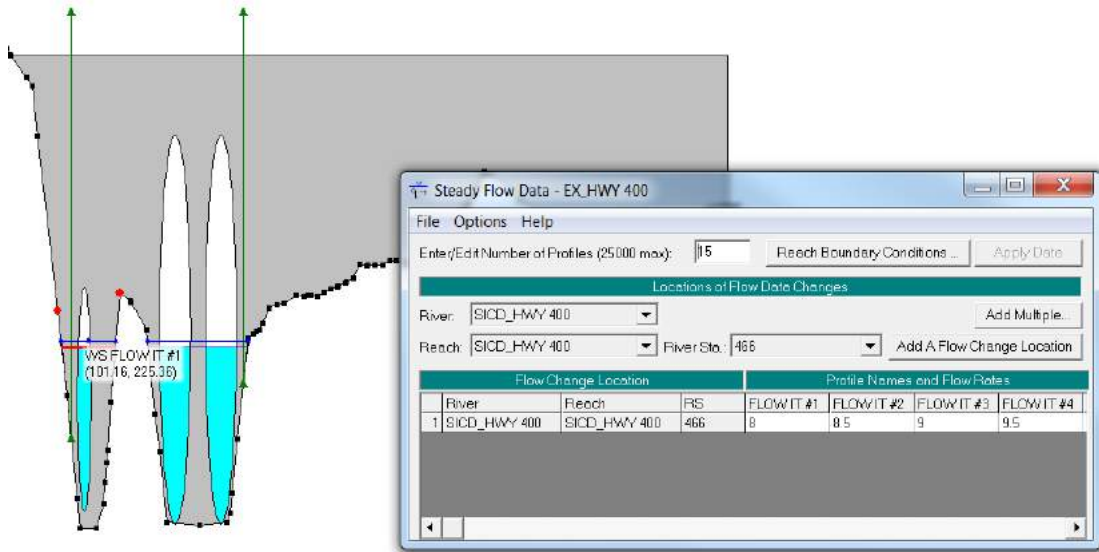 WS FLOW IT #1
(101.16, 225.36)
Steady Flow Data - EX_HWY 400
File Options Help
Enter/Edit Number of Profiles (25000 max): 15 Reach Boundary Conditions ... Apply Data
Locations of Flow Data Changes
River: SICD_HWY 400 Add Multiple...
Reach: SICD_HWY 400 River Sta.: 466 Add A Flow Change Location
Flow Change Location Profile Names and Flow Rates
River Reach RS FLOW IT #1 FLOW IT #2 FLOW IT #3 FLOW IT #4
1 SICD_HWY 400 SICD_HWY 400 466 8 8.5 9 9.5